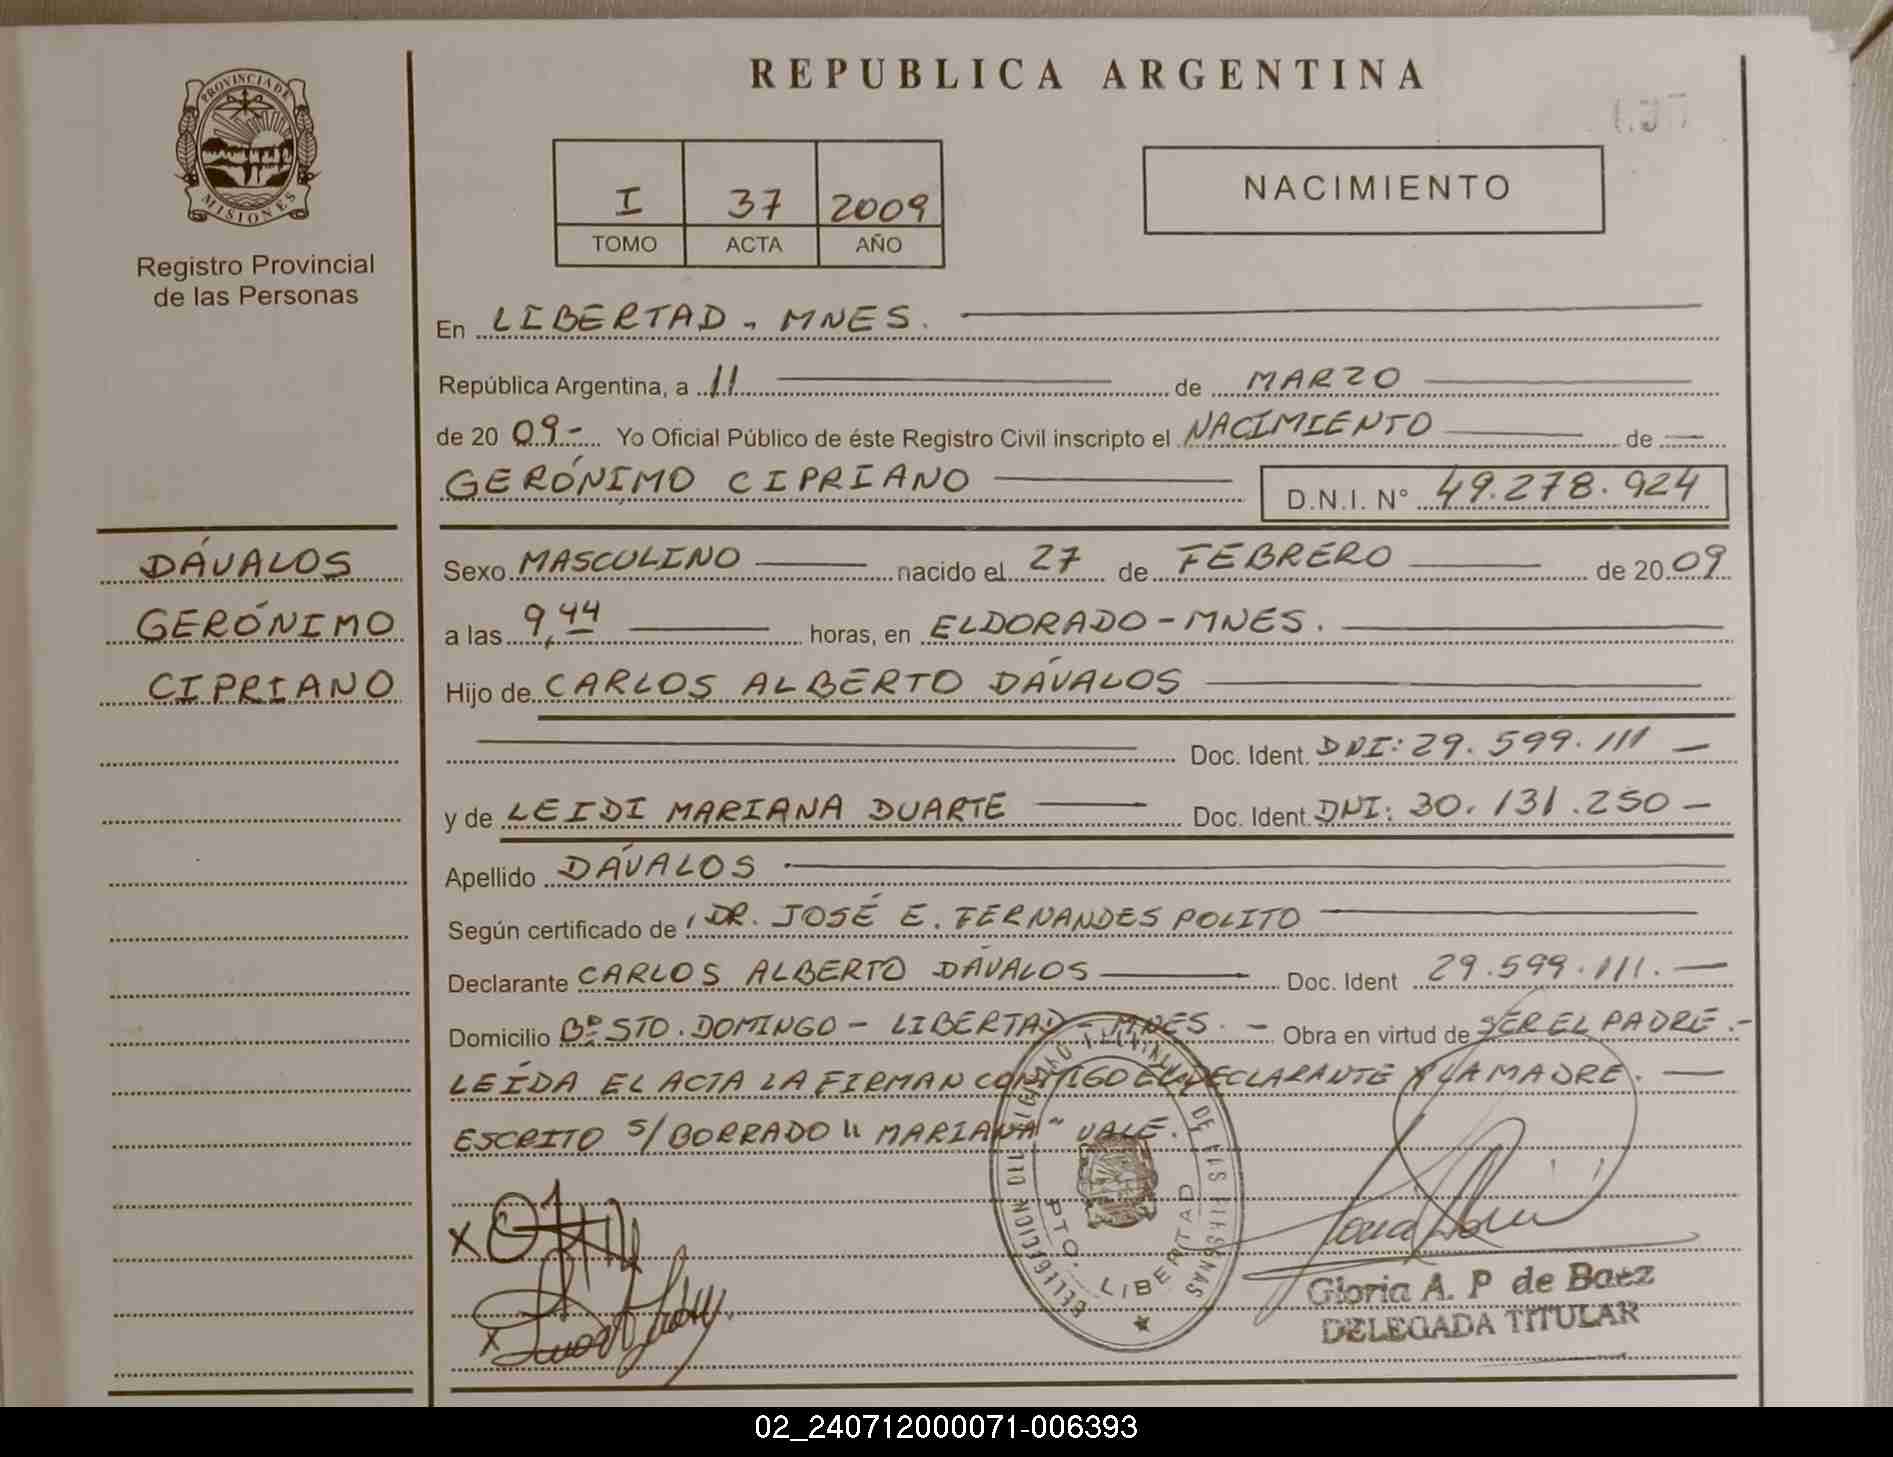 REPUBLICA ARGENTINA
PROVINCIA DE
MISIONES
Registro Provincial
de las Personas
I 37 2009
TOMO ACTA AÑO
NACIMIENTO
En LIBERTAD - MNES.
República Argentina, a 11 de MARZO
de 20 09.- Yo Oficial Público de éste Registro Civil inscripto el NACIMIENTO de
GERÓNIMO CIPRIANO D.N.I. N° 49.278.924
DÁVALOS
GERÓNIMO
CIPRIANO
Sexo MASCULINO nacido el 27 de FEBRERO de 20 09
a las 9,44 horas, en ELDORADO - MNES.
Hijo de CARLOS ALBERTO DÁVALOS
Doc. Ident. DNI: 29.599.111 -
y de LEIDI MARIANA DUARTE Doc. Ident. DNI: 30.131.250 -
Apellido DÁVALOS
Según certificado de DR. JOSÉ E. FERNANDES POLITO
Declarante CARLOS ALBERTO DÁVALOS Doc. Ident 29.599.111. -
Domicilio Bº STO. DOMINGO - LIBERTAD - MNES. - Obra en virtud de SER EL PADRE.-
LEÍDA EL ACTA LA FIRMAN CONMIGO EL DECLARANTE Y LA MADRE. -
ESCRITO S/BORRADO "MARIANA" VALE.
PTO. LIBERTAD
Gloria A. P de Baez
DELEGADA TITULAR
02_240712000071-006393